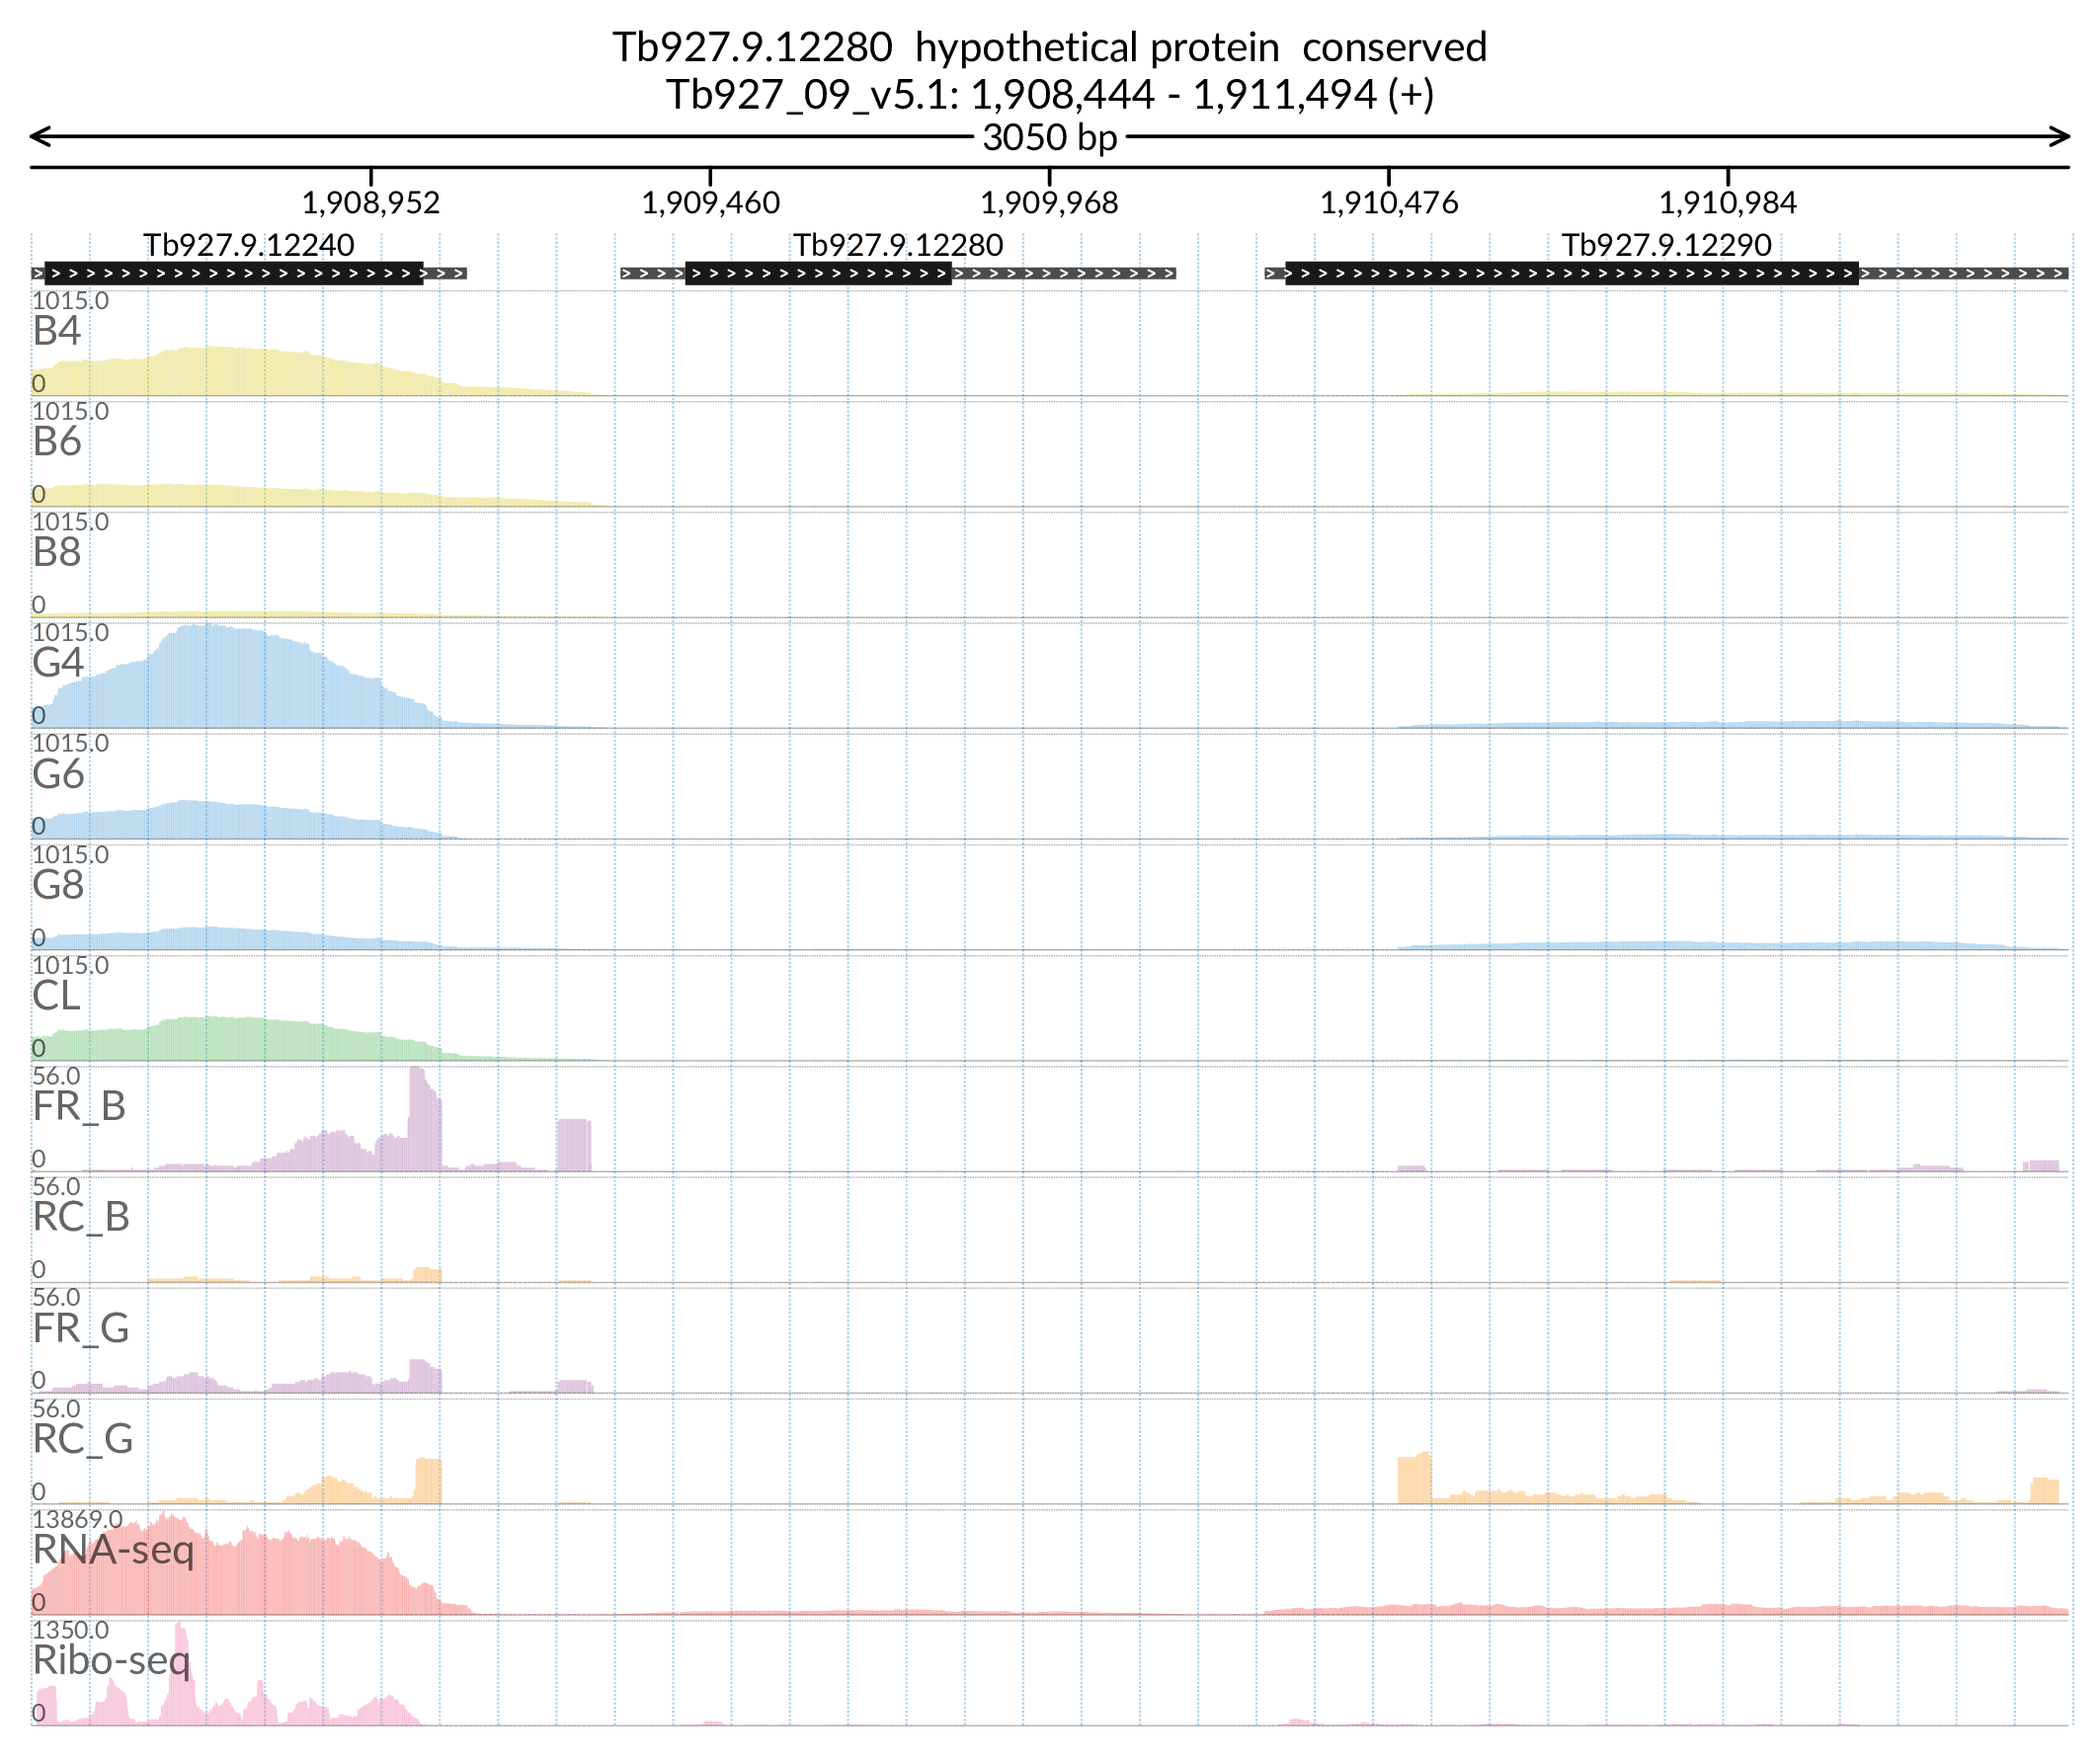 Tb927.9.12280  hypothetical protein  conserved
Tb927_09_v5.1: 1,908,444 - 1,911,494 (+)
3050 bp
1,908,952 1,909,460 1,909,968 1,910,476 1,910,984
Tb927.9.12240 Tb927.9.12280 Tb927.9.12290
1015.0
B4
0
1015.0
B6
0
1015.0
B8
0
1015.0
G4
0
1015.0
G6
0
1015.0
G8
0
1015.0
CL
0
56.0
FR_B
0
56.0
RC_B
0
56.0
FR_G
0
56.0
RC_G
0
13869.0
RNA-seq
0
1350.0
Ribo-seq
0